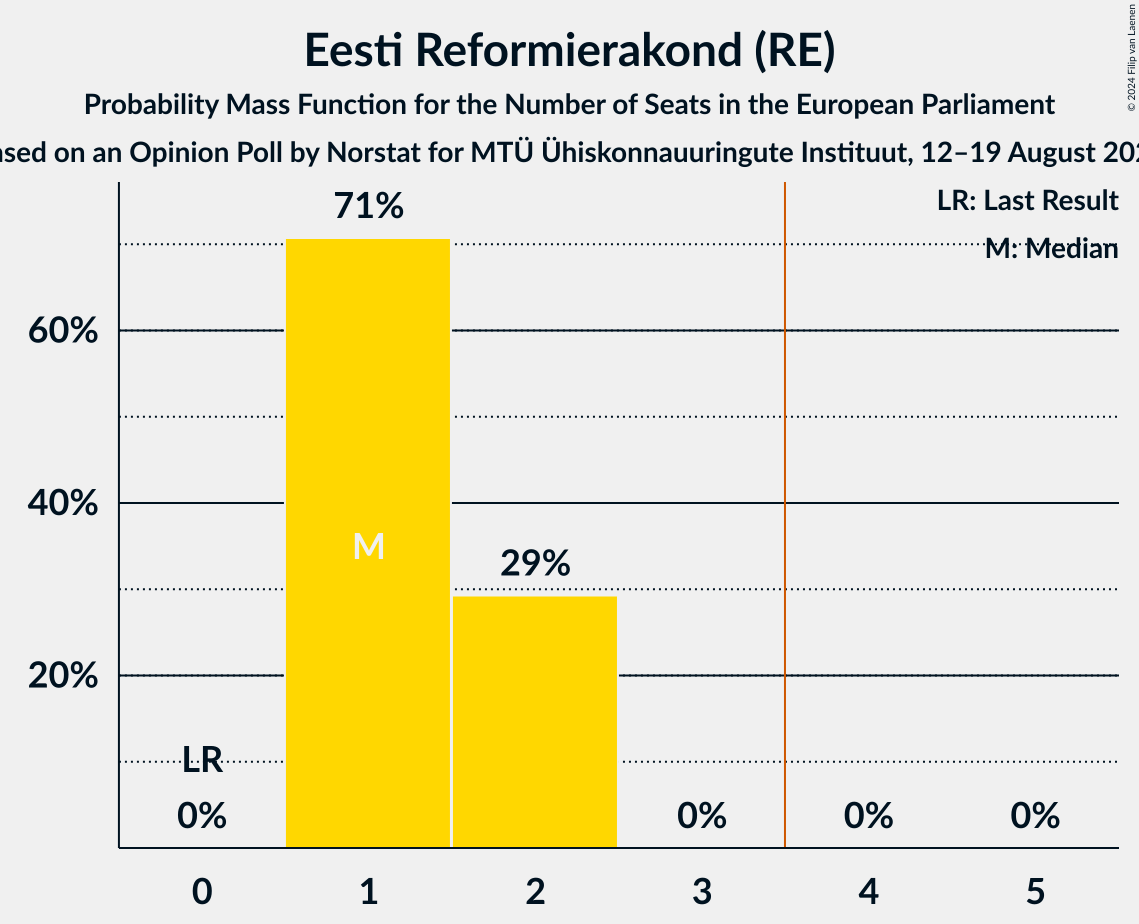 Eesti Reformierakond (RE)
Probability Mass Function for the Number of Seats in the European Parliament
on an Opinion Poll by Norstat for MTÜ Ühiskonnauuringute Instituut, 12–19 August
© 2024 Filip van Laenen
LR: Last Result
M: Median
71%
60%
40%
M
29%
20%
LR
0%
0%
0%
0%
0 1 2 3 4 5